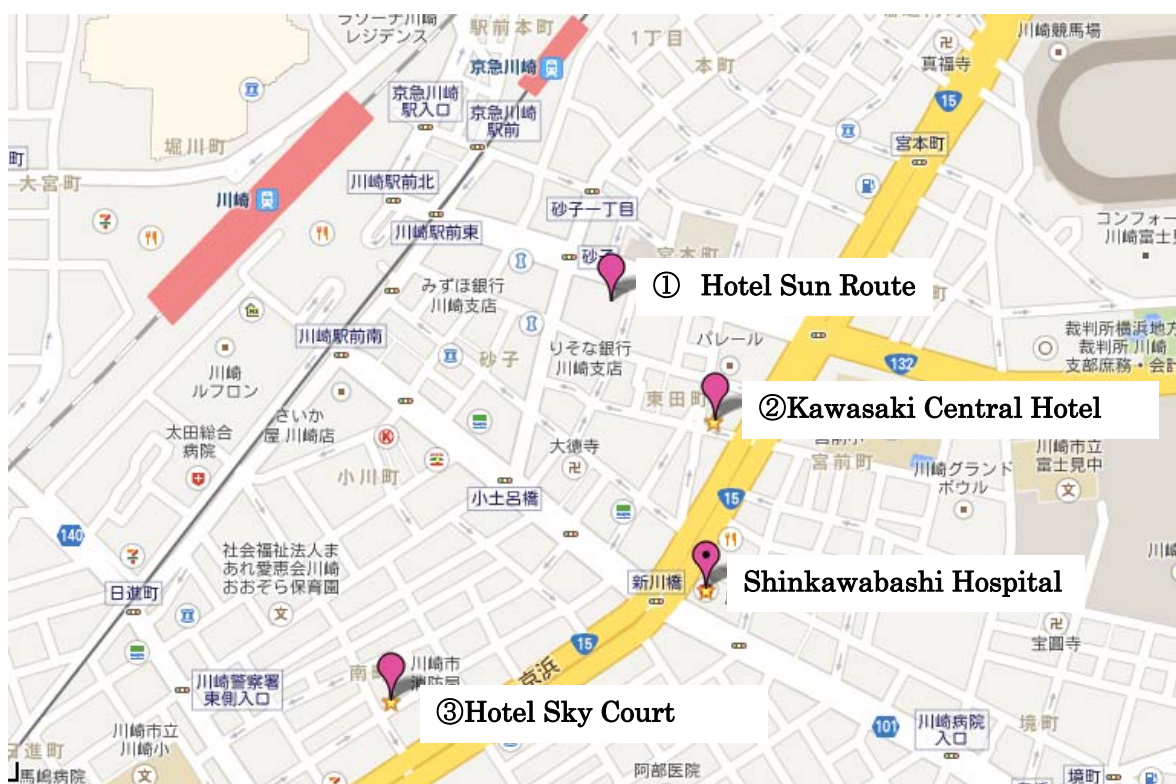 ラゾーナ川崎
レジデンス
駅前本町
1丁目
本町
川崎競馬場
真福寺
京急川崎
京急川崎
駅入口
京急川崎
駅前
15
宮本町
堀川町
町
大宮町
川崎
川崎駅前北
川崎駅前東
砂子一丁目
砂子
宮本町
コンフォー
川崎富士見
みずほ銀行
川崎支店
① Hotel Sun Route
町
川崎駅前南
砂子
りそな銀行
川崎支店
パレール
132
裁判所横浜地方
裁判所 川崎
支部庶務・会計
川崎
ルフロン
さいか
屋 川崎店
東田町
②Kawasaki Central Hotel
太田総合
病院
小川町
大徳寺
宮前町
川崎市立
富士見中
川崎グランド
ボウル
小土呂橋
15
140
社会福祉法人ま
あれ愛恵会川崎
おおぞら保育園
新川橋
Shinkawabashi Hospital
川崎
日進町
宝圓寺
15
京浜
川崎市
消防局
南町
川崎警察署
東側入口
③Hotel Sky Court
101
川崎病院
入口
境町
川崎市立
川崎小
日進町
馬嶋病院
阿部医院
境町